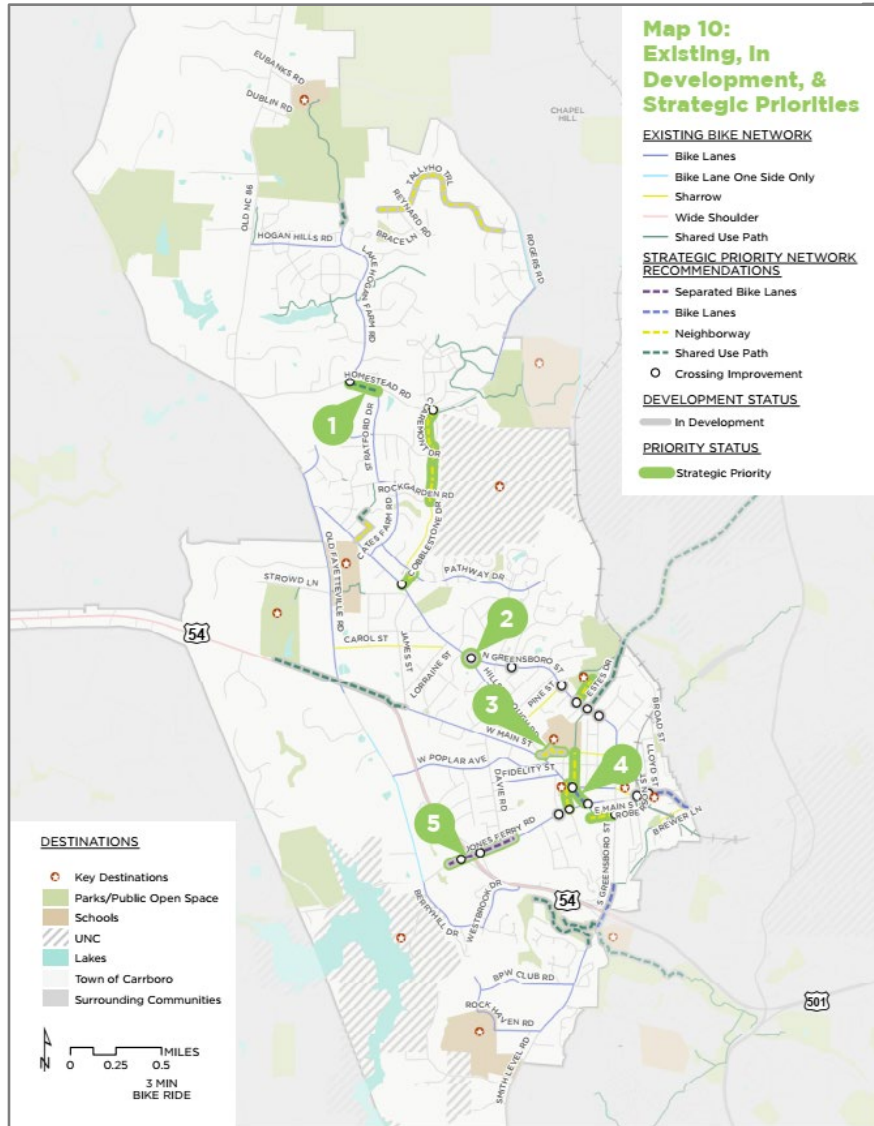 Map 10:
Existing, In
Development, &
Strategic Priorities
EXISTING BIKE NETWORK
Bike Lanes
Bike Lane One Side Only
Sharrow
Wide Shoulder
Shared Use Path
STRATEGIC PRIORITY NETWORK
RECOMMENDATIONS
Separated Bike Lanes
Bike Lanes
Neighborway
Shared Use Path
Crossing Improvement
DEVELOPMENT STATUS
In Development
PRIORITY STATUS
Strategic Priority
EUBANKS RD
DUBLIN RD
CHAPEL
HILL
TALLYHO TRL
REYNARD RD
BRACE LN
OLD NC 86
HOGAN HILLS RD
LAKE HOGAN FARM RD
ROGERS RD
HOMESTEAD RD
1
CLAREMONT DR
STRATFORD DR
ROCKGARDEN RD
CATES FARM RD
COBBLESTONE DR
OLD FAYETTEVILLE RD
STROWD LN
PATHWAY DR
54
2
CAROL ST
JAMES ST
LORRAINE ST
N GREENSBORO ST
HILLSBOROUGH RD
PINE ST
ESTES DR
3
W MAIN ST
BROAD ST
LLOYD ST
W POPLAR AVE
FIDELITY ST
DAVIE RD
4
E MAIN ST
BREWER LN
5
JONES FERRY RD
S GREENSBORO ST
54
BERRYHILL DR
WESTBROOK DR
BPW CLUB RD
ROCK HAVEN RD
501
SMITH LEVEL RD
DESTINATIONS
Key Destinations
Parks/Public Open Space
Schools
UNC
Lakes
Town of Carrboro
Surrounding Communities
N
MILES
0 0.25 0.5
3 MIN
BIKE RIDE